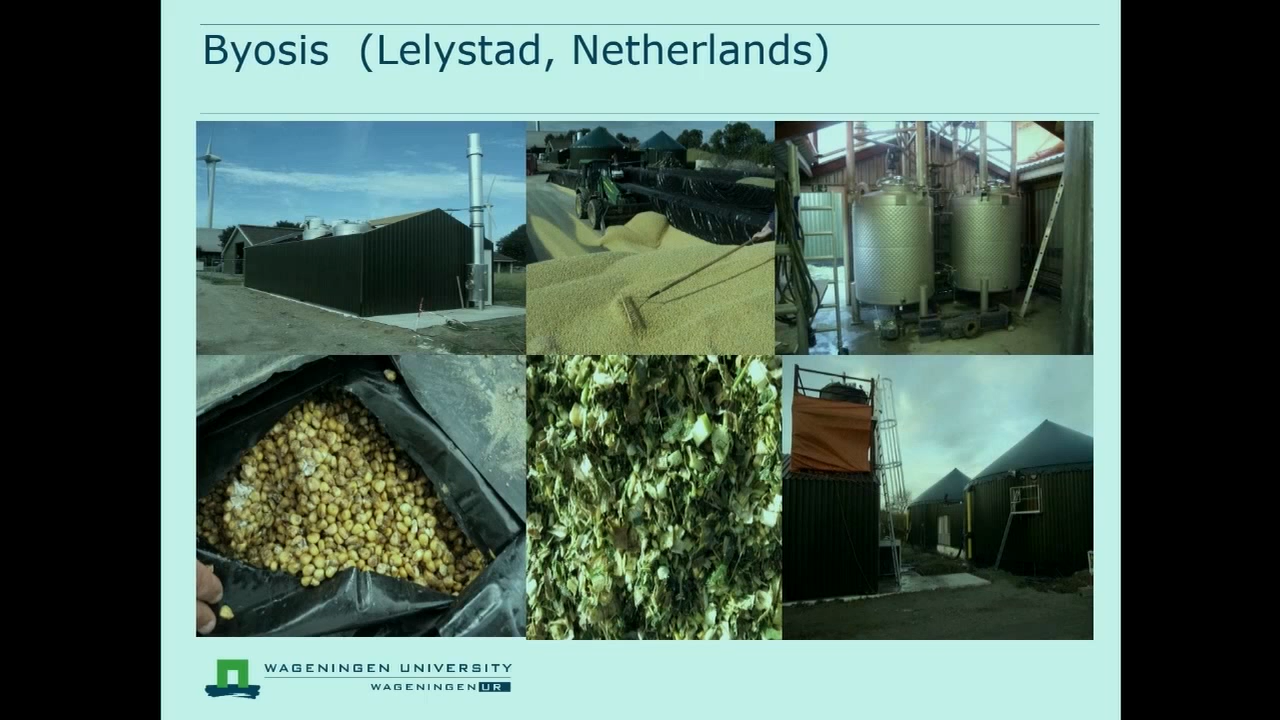 Byosis (Lelystad, Netherlands)
WAGENINGEN UNIVERSITY
WAGENINGEN UR